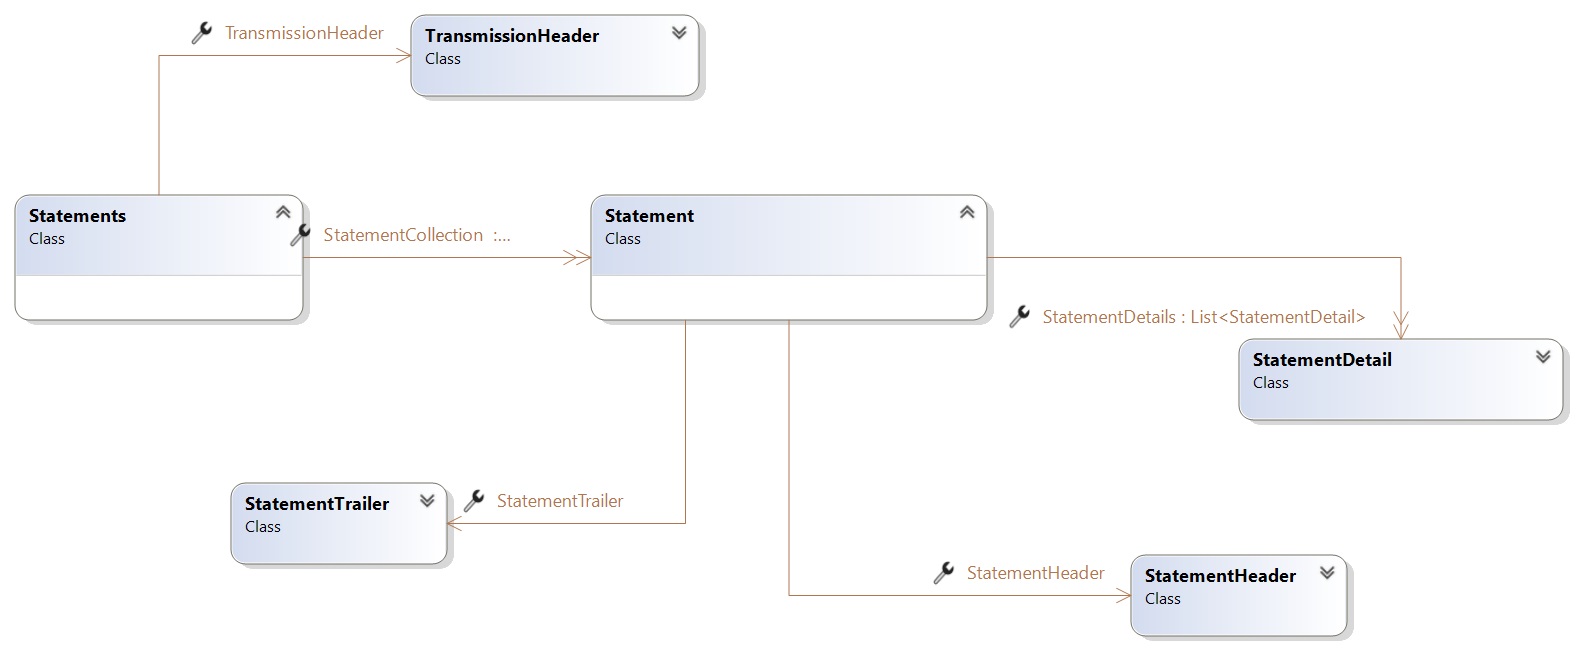 TransmissionHeader
TransmissionHeader
Class
Statements
Class
StatementCollection :...
Statement
Class
StatementDetails : List<StatementDetail>
StatementDetail
Class
StatementTrailer
Class
StatementTrailer
StatementHeader
StatementHeader
Class